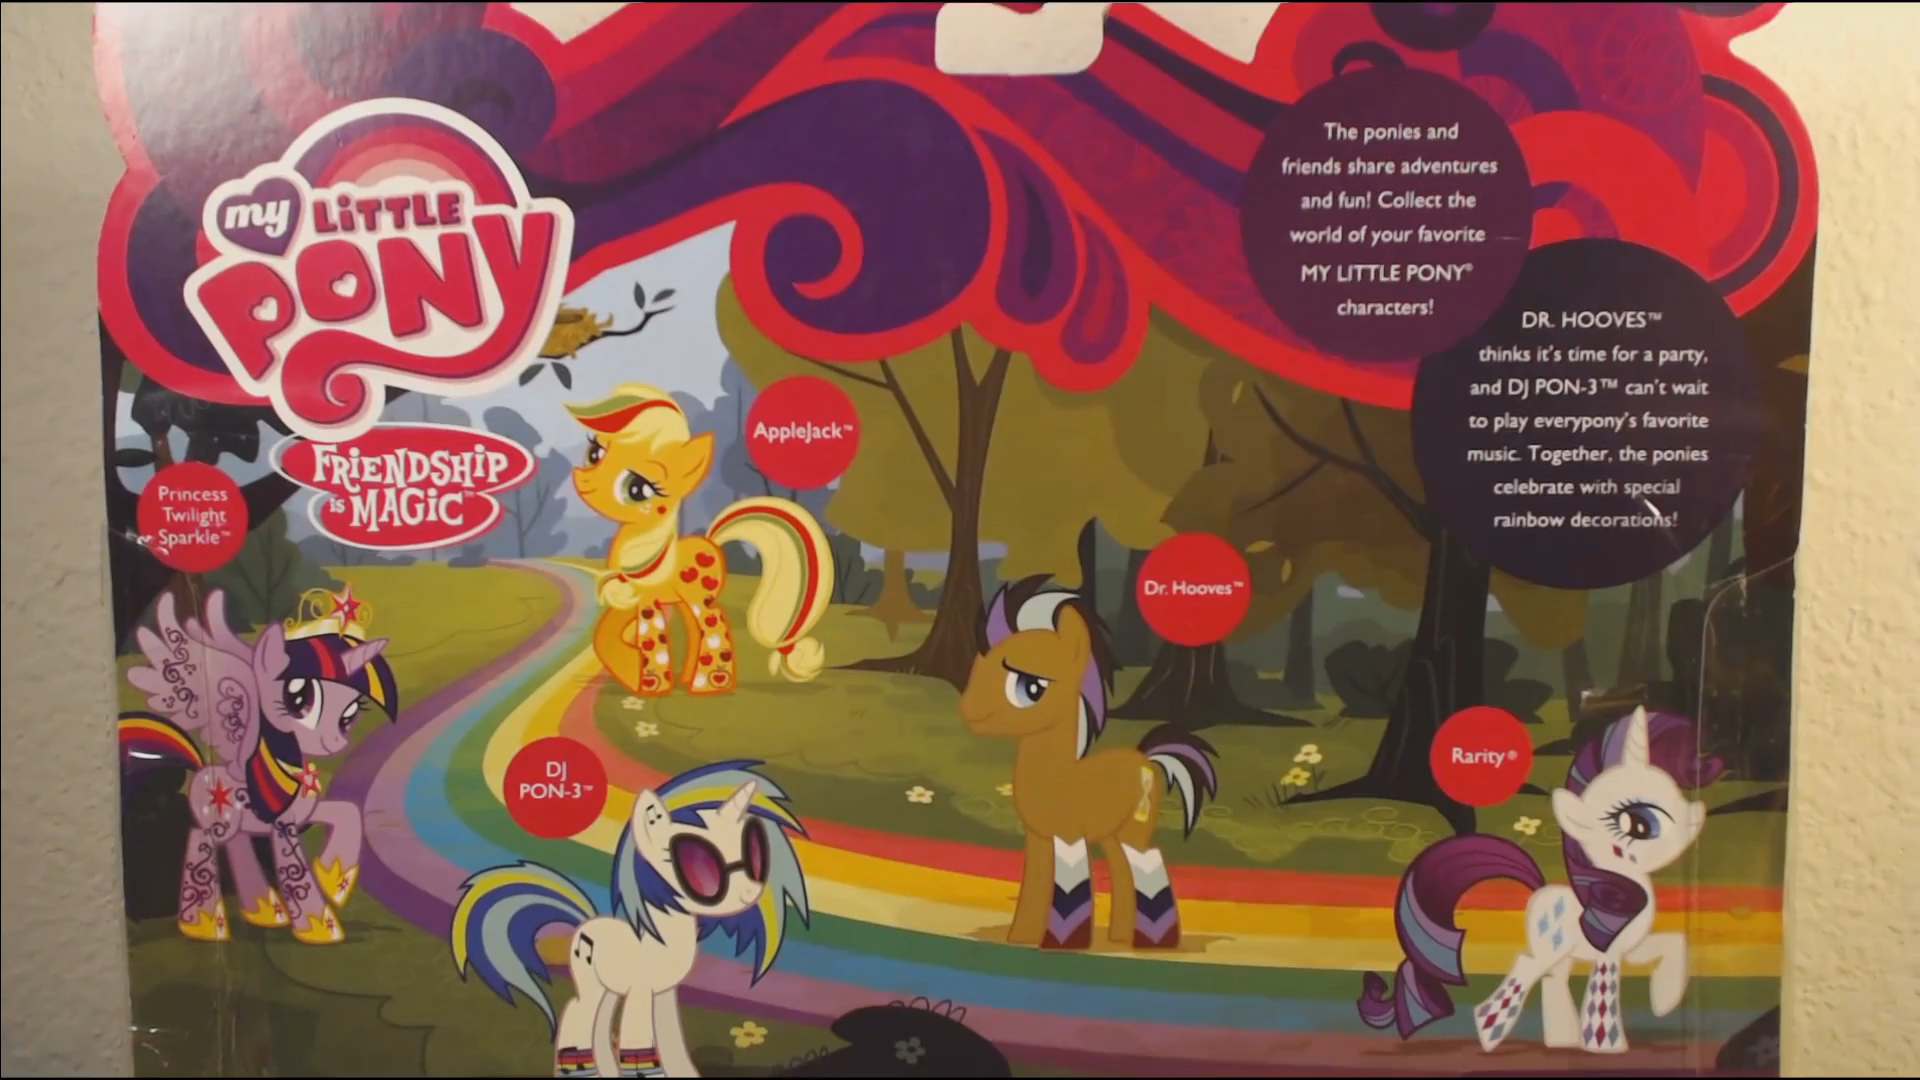 my LiTTLE
PONY
FRiENDSHiP
is MAGiC™
The ponies and
friends share adventures
and fun! Collect the
world of your favorite
MY LITTLE PONY®
characters!
DR. HOOVES™
thinks it's time for a party,
and DJ PON-3™ can't wait
to play everypony's favorite
music. Together, the ponies
celebrate with special
rainbow decorations!
AppleJack™
Princess
Twilight
Sparkle™
Dr. Hooves™
DJ
PON-3™
Rarity®